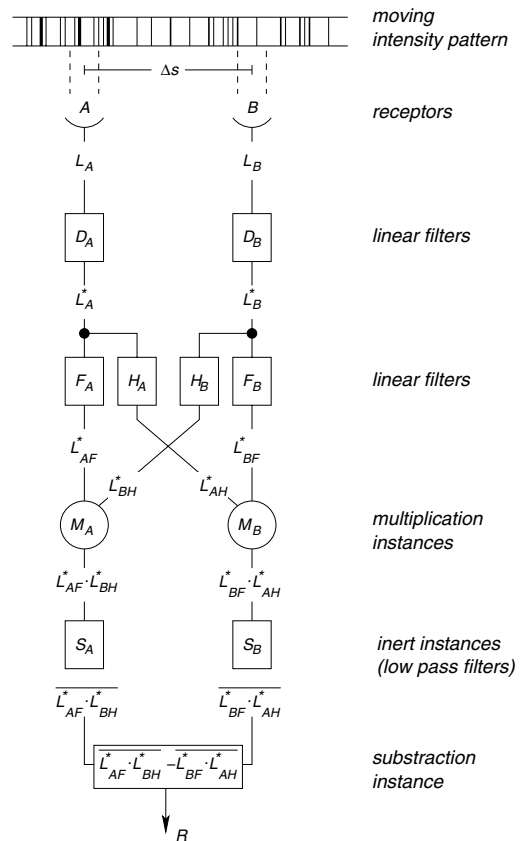 moving
intensity pattern
Δs
A B receptors
L_A L_B
D_A D_B linear filters
L*_A L*_B
F_A H_A H_B F_B linear filters
L*_AF L*_BF
L*_BH L*_AH
M_A M_B multiplication
instances
L*_AF · L*_BH L*_BF · L*_AH
S_A S_B inert instances
(low pass filters)
L*_AF · L*_BH L*_BF · L*_AH
substraction
L*_AF · L*_BH − L*_BF · L*_AH instance
R